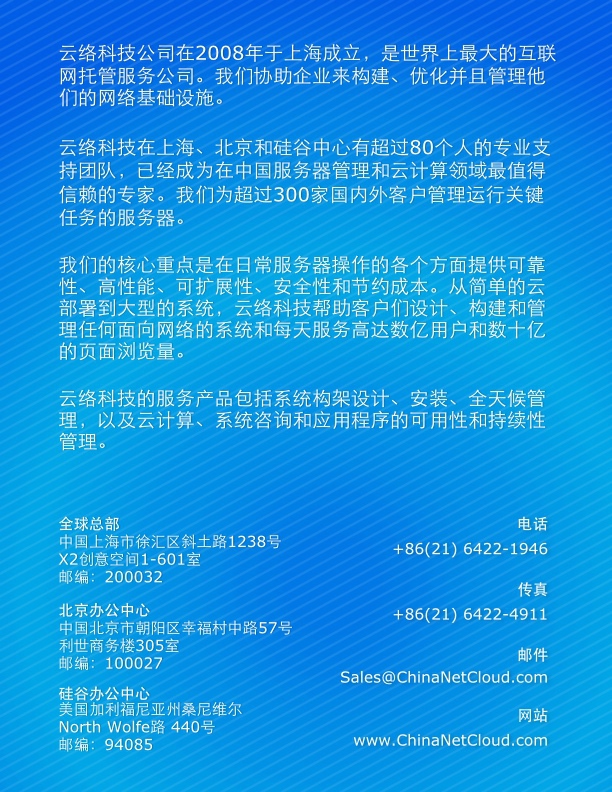 云络科技公司在2008年于上海成立，是世界上最大的互联
网托管服务公司。我们协助企业来构建、优化并且管理他
们的网络基础设施。
云络科技在上海、北京和硅谷中心有超过80个人的专业支
持团队，已经成为在中国服务器管理和云计算领域最值得
信赖的专家。我们为超过300家国内外客户管理运行关键
任务的服务器。
我们的核心重点是在日常服务器操作的各个方面提供可靠
性、高性能、可扩展性、安全性和节约成本。从简单的云
部署到大型的系统，云络科技帮助客户们设计、构建和管
理任何面向网络的系统和每天服务高达数亿用户和数十亿
的页面浏览量。
云络科技的服务产品包括系统构架设计、安装、全天候管
理，以及云计算、系统咨询和应用程序的可用性和持续性
管理。
全球总部
中国上海市徐汇区斜土路1238号
X2创意空间1-601室
邮编：200032
北京办公中心
中国北京市朝阳区幸福村中路57号
利世商务楼305室
邮编：100027
硅谷办公中心
美国加利福尼亚州桑尼维尔
North Wolfe路 440号
邮编：94085
电话
+86(21) 6422-1946
传真
+86(21) 6422-4911
邮件
Sales@ChinaNetCloud.com
网站
www.ChinaNetCloud.com